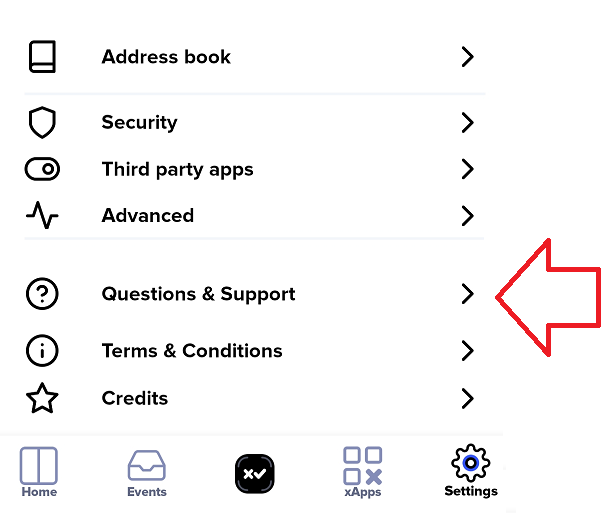 Address book
Security
Third party apps
Advanced
Questions & Support
Terms & Conditions
Credits
Home
Events
xApps
Settings